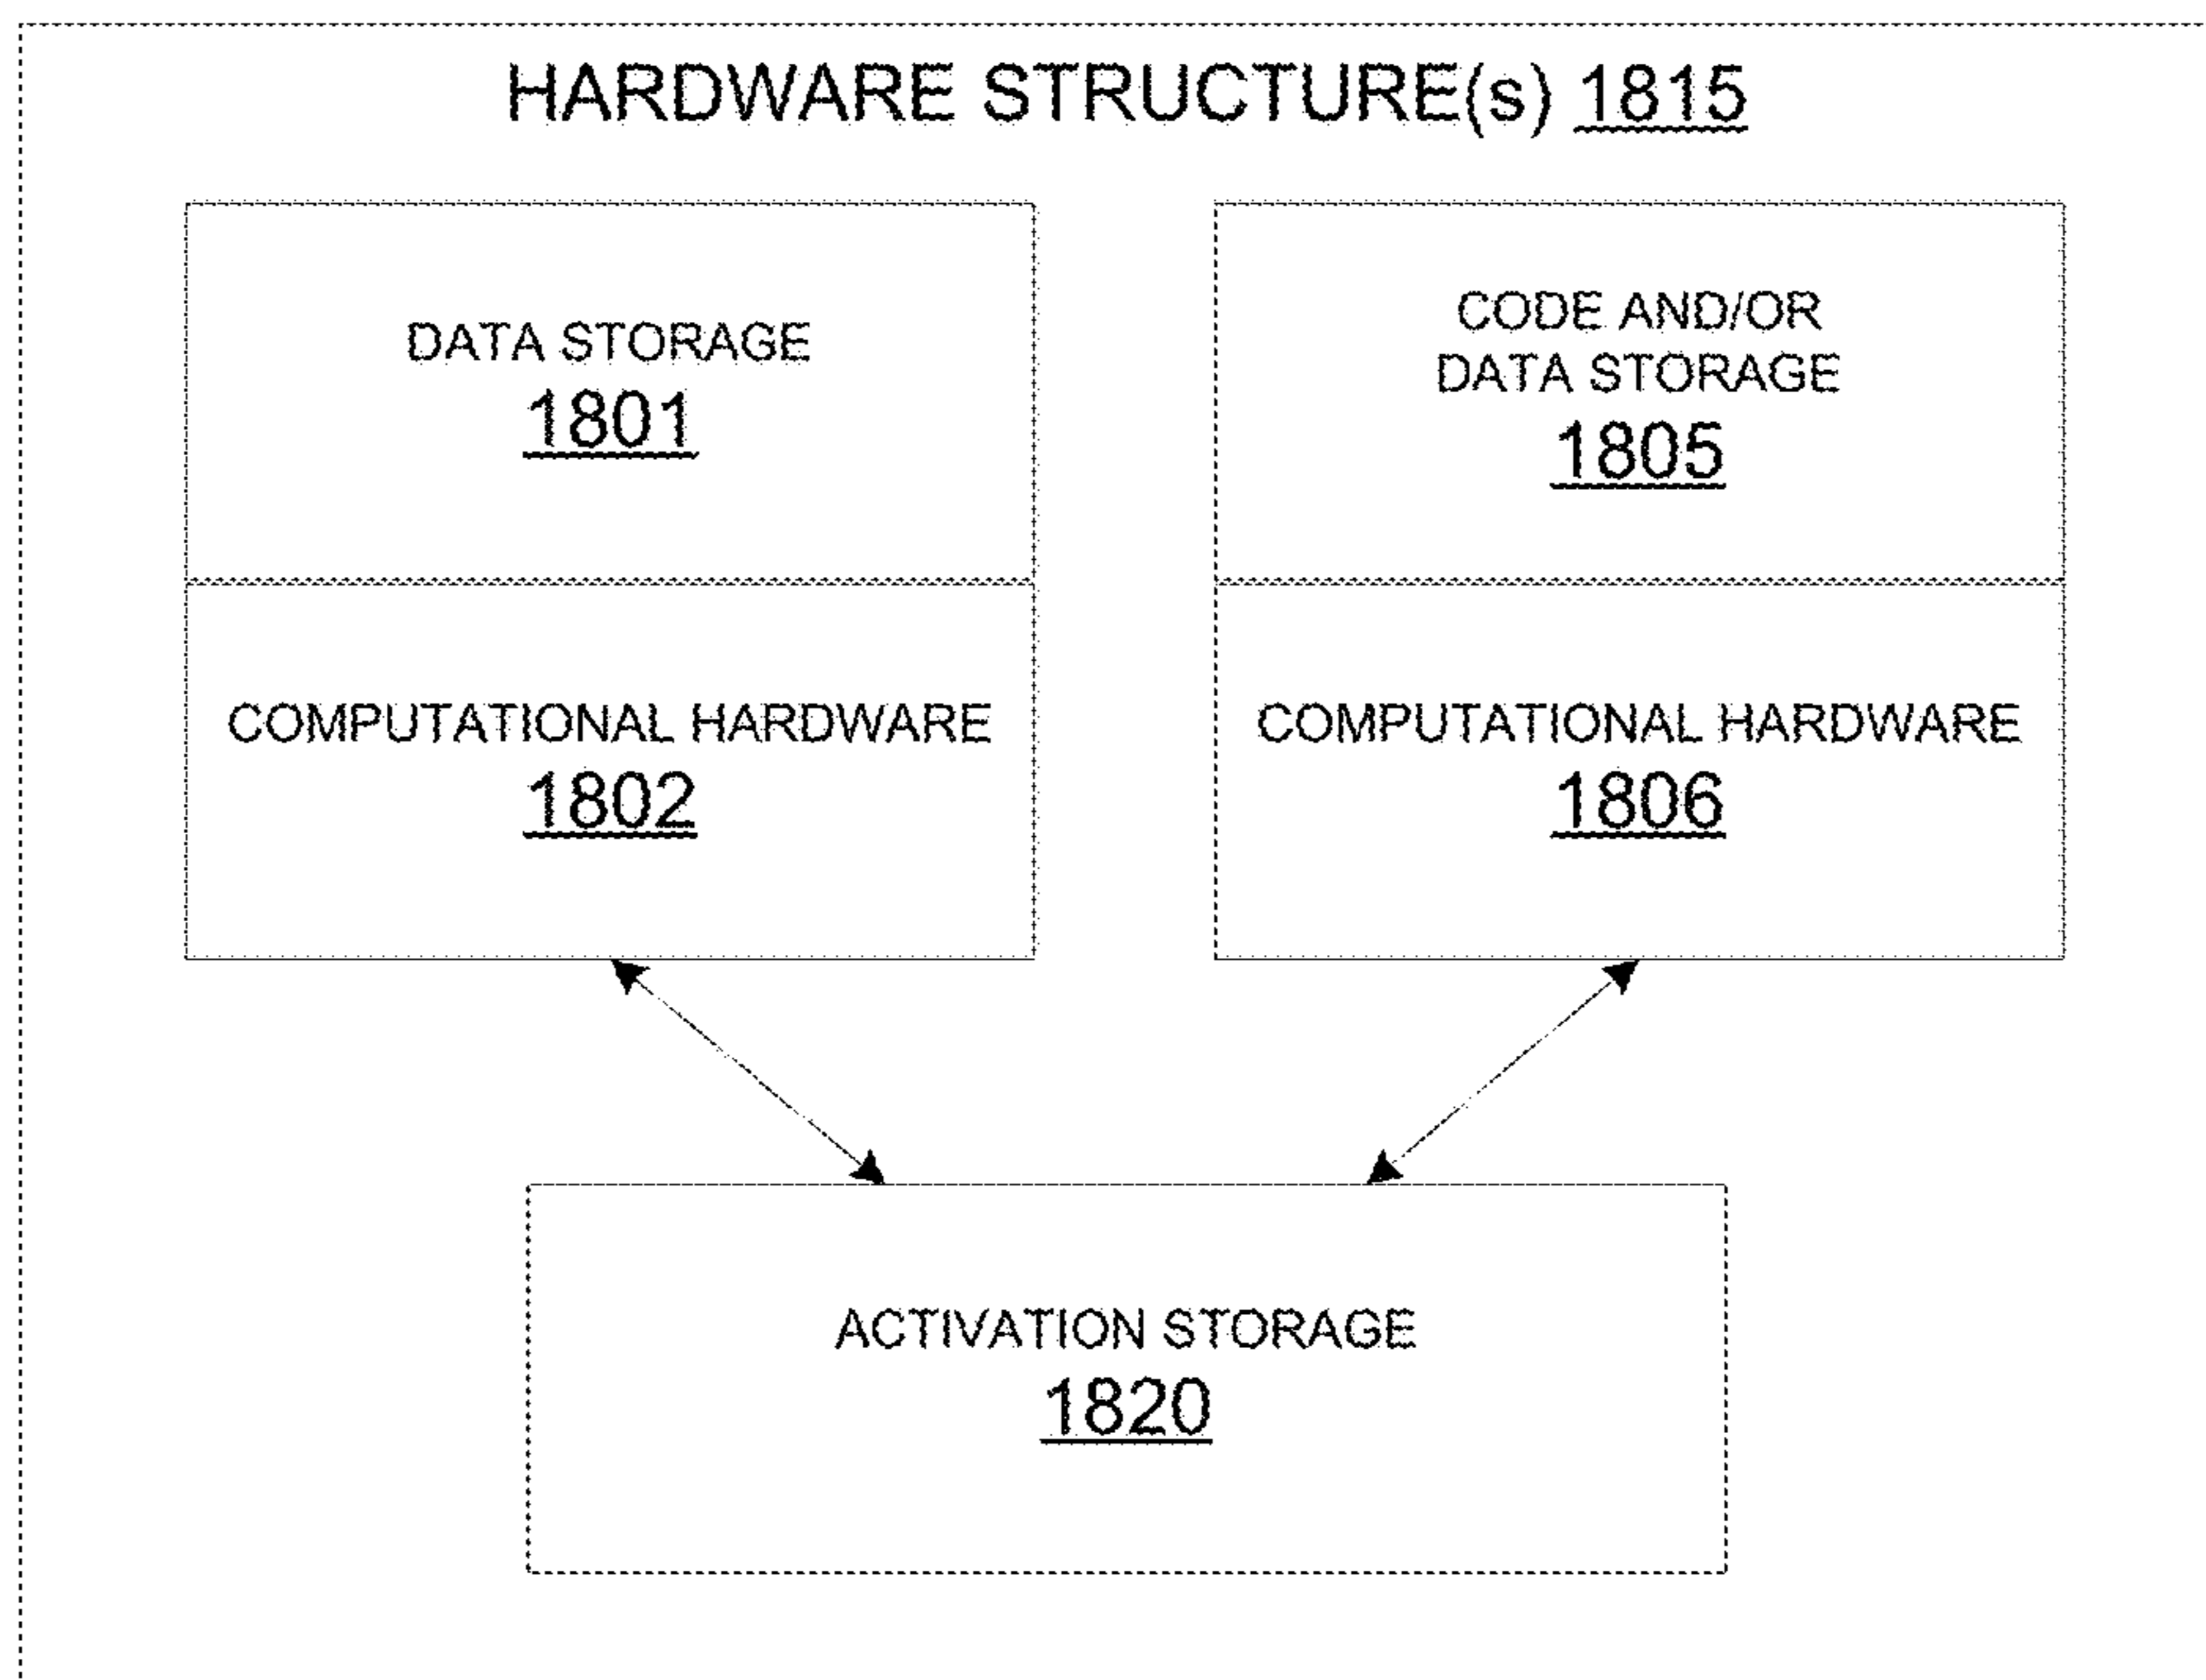 HARDWARE STRUCTURE(s) 1815
DATA STORAGE
1801
CODE AND/OR
DATA STORAGE
1805
COMPUTATIONAL HARDWARE
1802
COMPUTATIONAL HARDWARE
1806
ACTIVATION STORAGE
1820